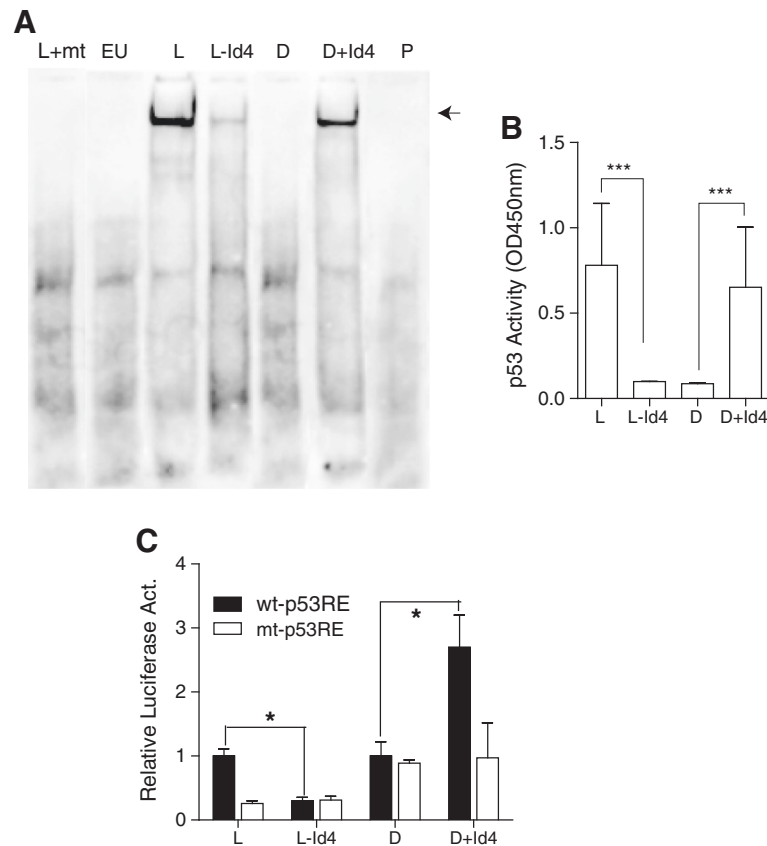 A
L+mt EU L L-Id4 D D+Id4 P
B
p53 Activity (OD450nm)
1.5
1.0
0.5
0.0
***
***
L L-Id4 D D+Id4
C
Relative Luciferase Act.
4
3
2
1
0
wt-p53RE
mt-p53RE
*
*
L L-Id4 D D+Id4